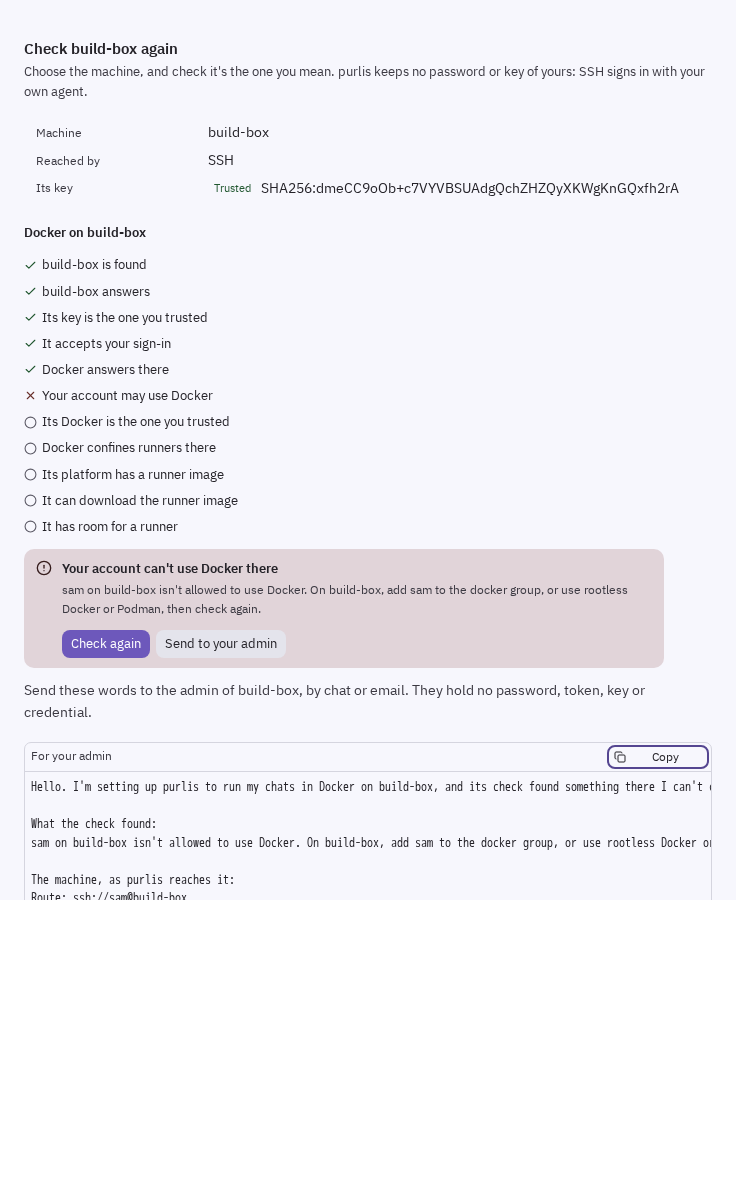 Check build-box again
Choose the machine, and check it's the one you mean. purlis keeps no password or key of yours: SSH signs in with your
own agent.
Machine build-box
Reached by SSH
Its key Trusted SHA256:dmeCC9oOb+c7VYVBSUAdgQchZHZQyXKWgKnGQxfh2rA
Docker on build-box
build-box is found
build-box answers
Its key is the one you trusted
It accepts your sign-in
Docker answers there
Your account may use Docker
Its Docker is the one you trusted
Docker confines runners there
Its platform has a runner image
It can download the runner image
It has room for a runner
Your account can't use Docker there
sam on build-box isn't allowed to use Docker. On build-box, add sam to the docker group, or use rootless
Docker or Podman, then check again.
Check again Send to your admin
Send these words to the admin of build-box, by chat or email. They hold no password, token, key or
credential.
For your admin Copy
Hello. I'm setting up purlis to run my chats in Docker on build-box, and its check found something there I can't
What the check found:
sam on build-box isn't allowed to use Docker. On build-box, add sam to the docker group, or use rootless Docker or
The machine, as purlis reaches it:
Route: ssh://sam@build-box